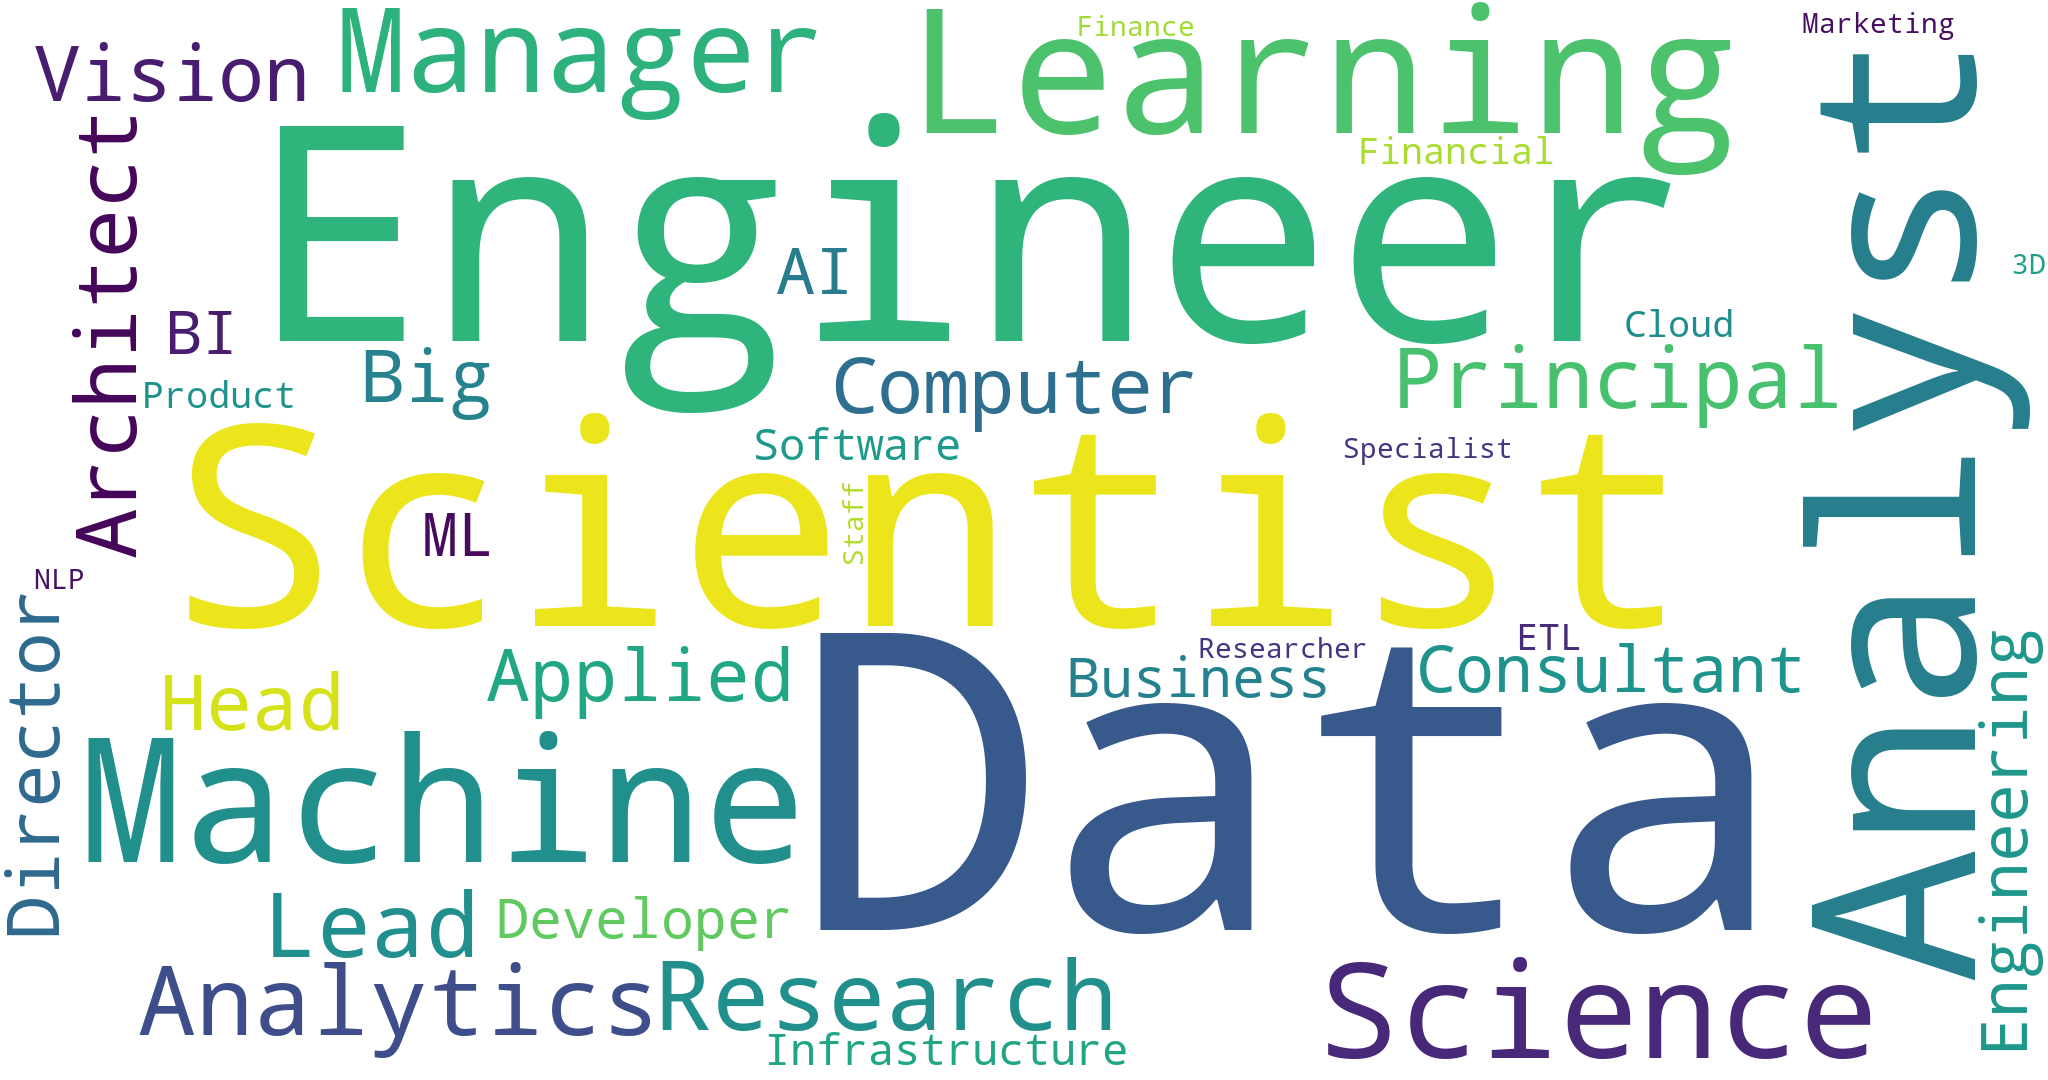 Vision
Manager
Learning
Finance
Marketing
Architect
Engineer
Financial
Analyst
AI
3D
BI
Big
Computer
Cloud
Principal
Product
Scientist
Software
Specialist
ML
Staff
NLP
Director
Head
Applied
Data
Researcher
Business
ETL
Consultant
Engineering
Machine
Lead
Developer
Analytics
Research
Science
Infrastructure